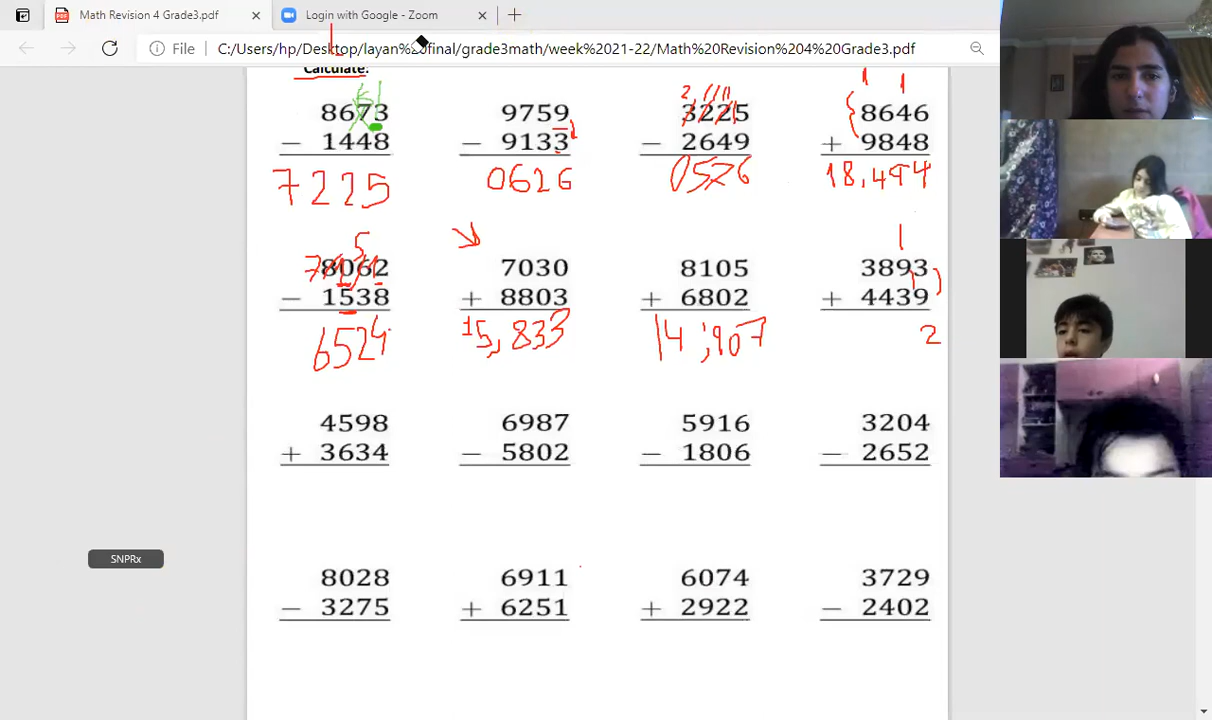 Math Revision 4 Grade3.pdf
Login with Google - Zoom
File
C:/Users/hp/Desktop/layan%20final/grade3math/week%2021-22/Math%20Revision%204%20Grade3.pdf
Calculate:
8673 9759 3225 8646
- 1448 - 9133 - 2649 + 9848
7225 0626 0576 18,494
8062 7030 8105 3893
- 1538 + 8803 + 6802 + 4439
6524 15,833 14,907 2
4598 6987 5916 3204
+ 3634 - 5802 - 1806 - 2652
SNPRx
8028 6911 6074 3729
- 3275 + 6251 + 2922 - 2402